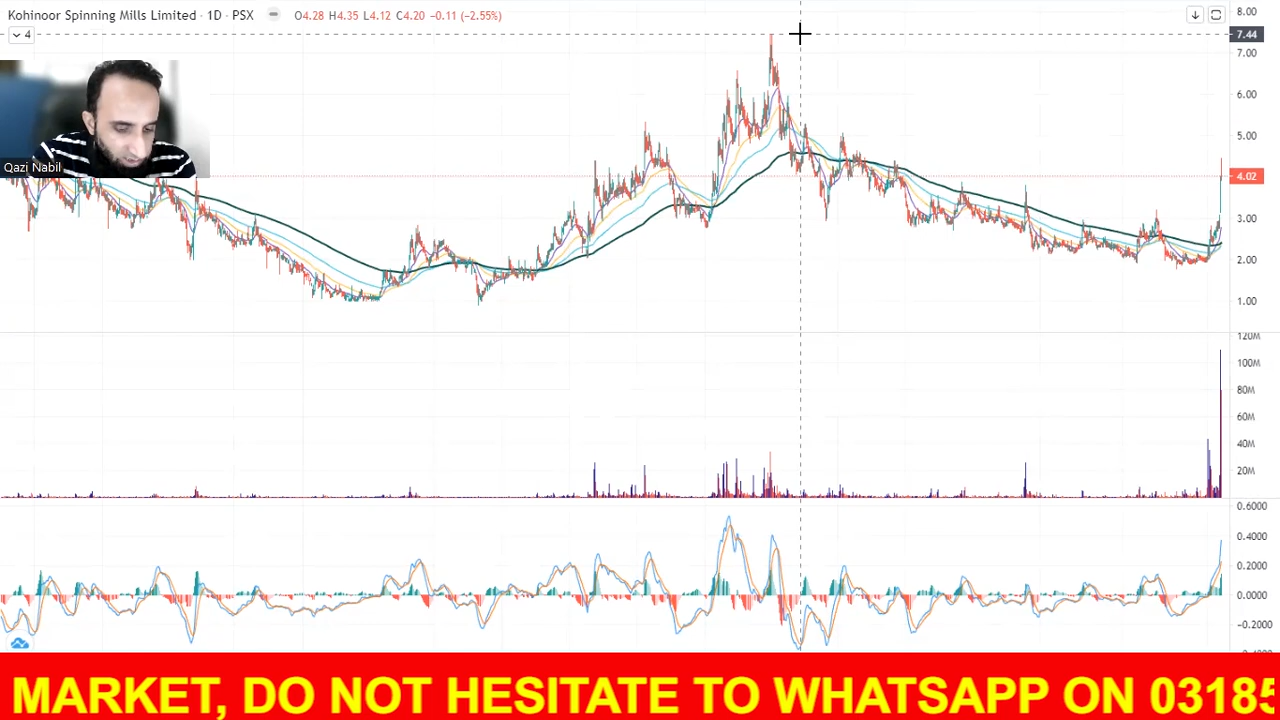 Kohinoor Spinning Mills Limited · 1D · PSX O4.28 H4.35 L4.12 C4.20 -0.11 (-2.55%)
4
Qazi Nabil
8.00
7.44
7.00
6.00
5.00
4.02
3.00
2.00
1.00
120M
100M
80M
60M
40M
20M
0.6000
0.4000
0.2000
0.0000
-0.2000
MARKET, DO NOT HESITATE TO WHATSAPP ON 03185